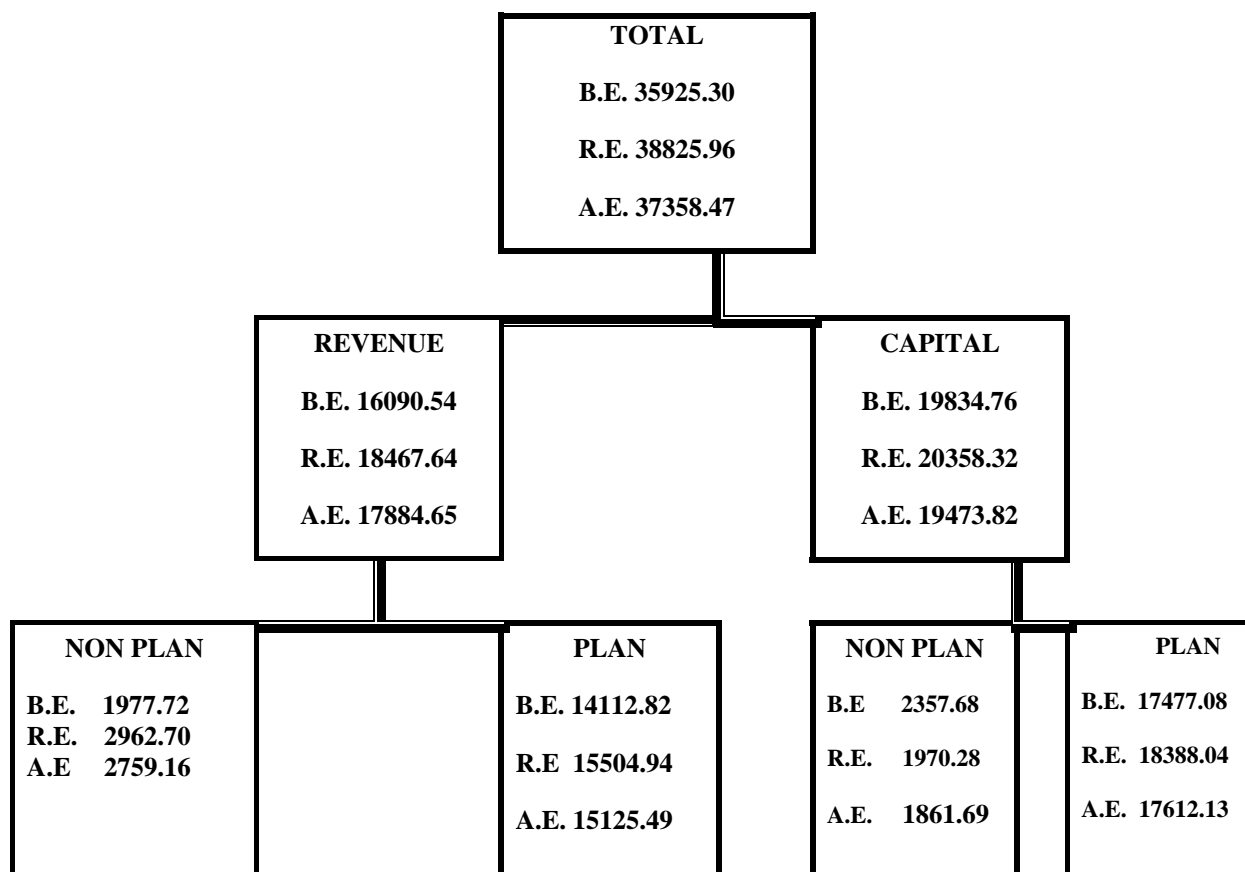 TOTAL
B.E. 35925.30
R.E. 38825.96
A.E. 37358.47
REVENUE
B.E. 16090.54
R.E. 18467.64
A.E. 17884.65
CAPITAL
B.E. 19834.76
R.E. 20358.32
A.E. 19473.82
NON PLAN
B.E. 1977.72
R.E. 2962.70
A.E 2759.16
PLAN
B.E. 14112.82
R.E 15504.94
A.E. 15125.49
NON PLAN
B.E 2357.68
R.E. 1970.28
A.E. 1861.69
PLAN
B.E. 17477.08
R.E. 18388.04
A.E. 17612.13